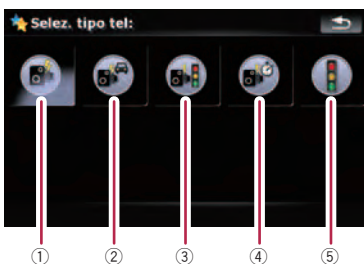 Selez. tipo tel:
① ② ③ ④ ⑤